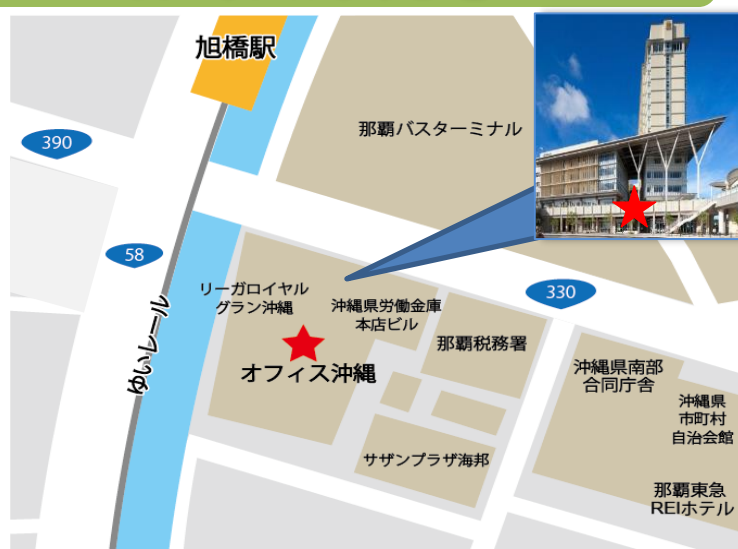 旭橋駅
那覇バスターミナル
390
58
330
リーガロイヤル
グラン沖縄
沖縄県労働金庫
本店ビル
那覇税務署
ゆいレール
オフィス沖縄
沖縄県南部
合同庁舎
沖縄県
市町村
自治会館
サザンプラザ海邦
那覇東急
REIホテル